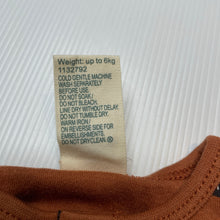 Weight: up to 6kg
1132792
COLD GENTLE MACHINE
WASH SEPARATELY
BEFORE USE
DO NOT SOAK/
DO NOT BLEACH.
LINE DRY WITHOUT DELAY.
DO NOT TUMBLE DRY.
WARM IRON /
ON REVERSE SIDE FOR
EMBELLISHMENTS.
DO NOT DRYCLEAN